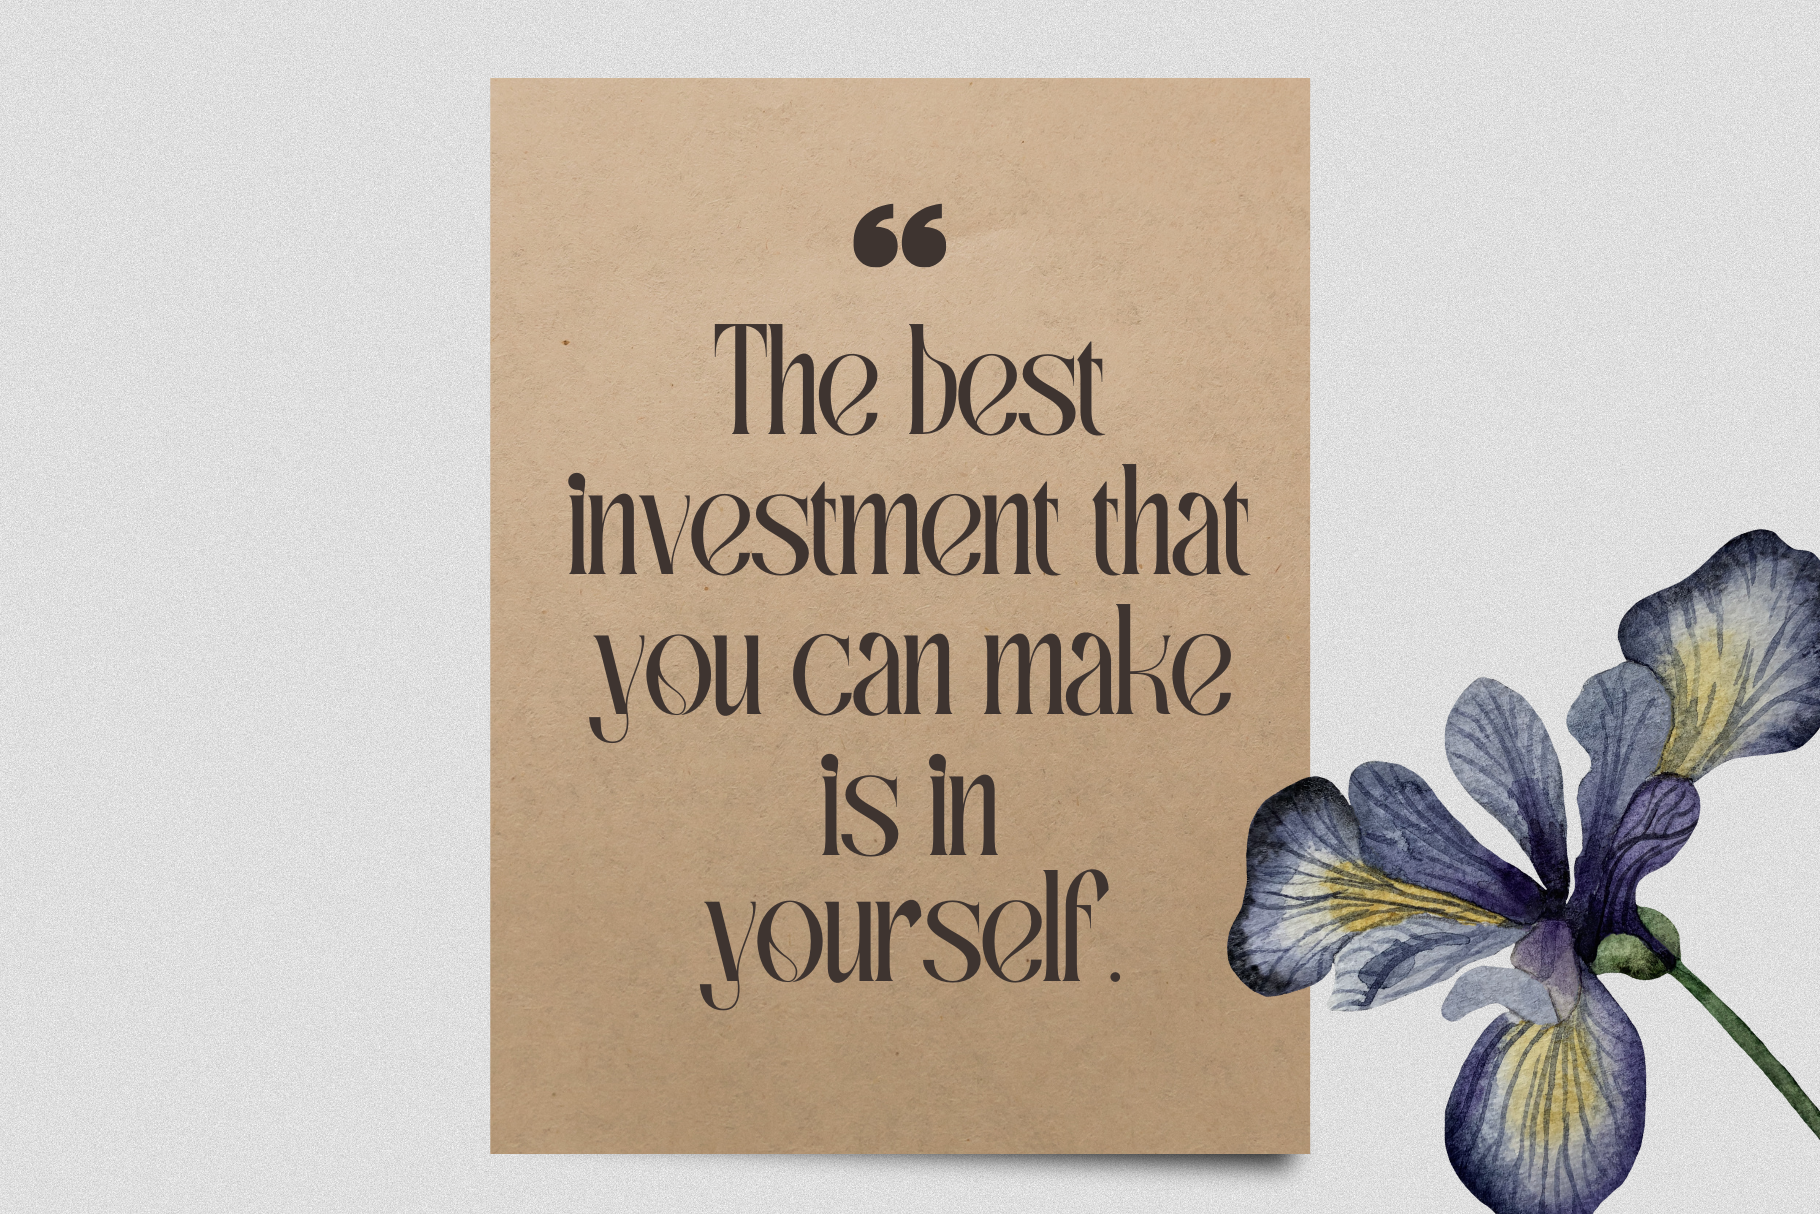 “
The best
investment that
you can make
is in
yourself.